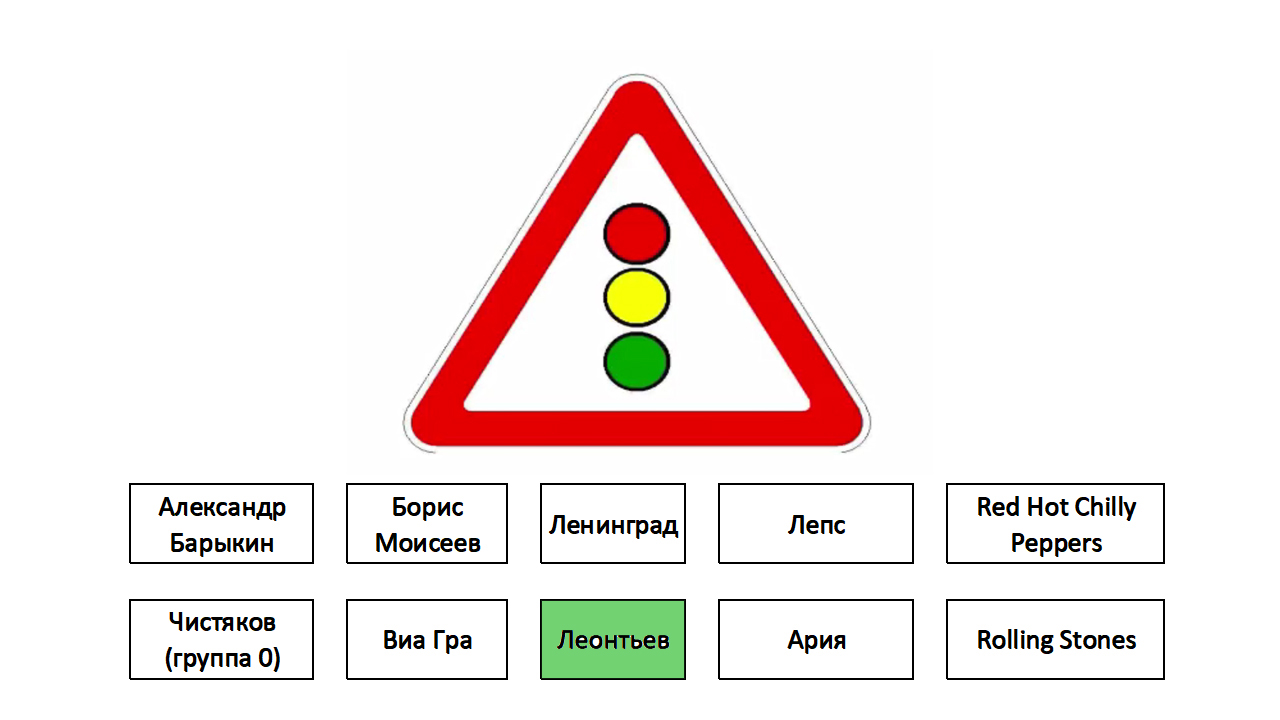 Александр
Барыкин
Борис
Моисеев
Ленинград
Лепс
Red Hot Chilly
Peppers
Чистяков
(группа 0)
Виа Гра
Леонтьев
Ария
Rolling Stones